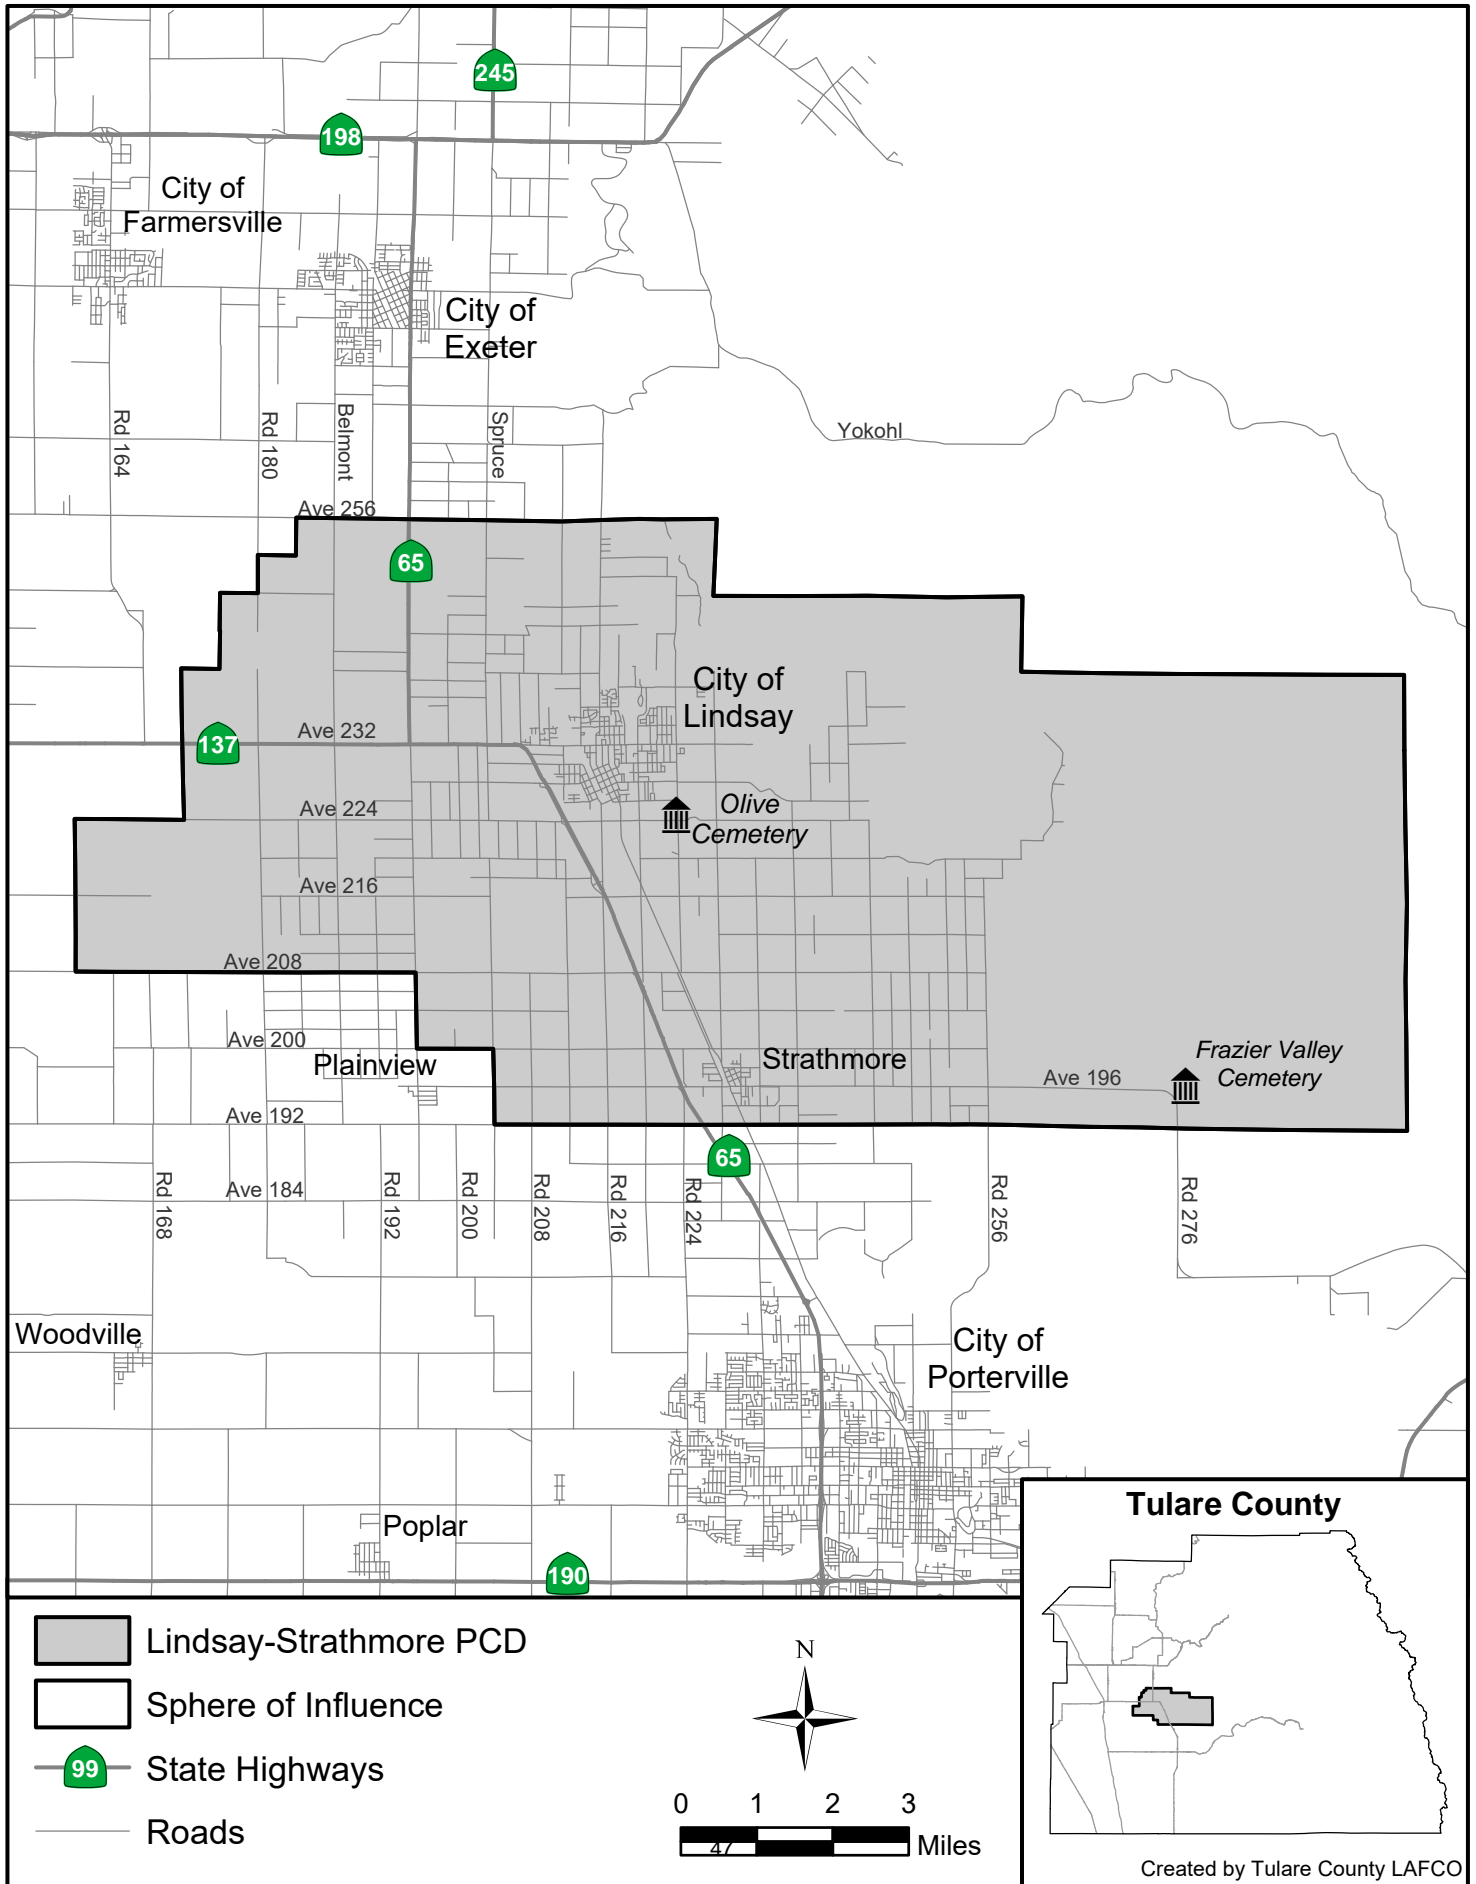 245
198
City of
Farmersville
City of
Exeter
Rd 164
Rd 180
Belmont
Spruce
Yokohl
Ave 256
65
City of
Lindsay
137
Ave 232
Ave 224
Olive
Cemetery
Ave 216
Ave 208
Ave 200
Plainview
Strathmore
Frazier Valley
Cemetery
Ave 196
Ave 192
65
Ave 184
Rd 168
Rd 192
Rd 200
Rd 208
Rd 216
Rd 224
Rd 256
Rd 276
Woodville
City of
Porterville
Poplar
190
Tulare County
Lindsay-Strathmore PCD
Sphere of Influence
99
State Highways
Roads
N
0 1 2 3
47
Miles
Created by Tulare County LAFCO